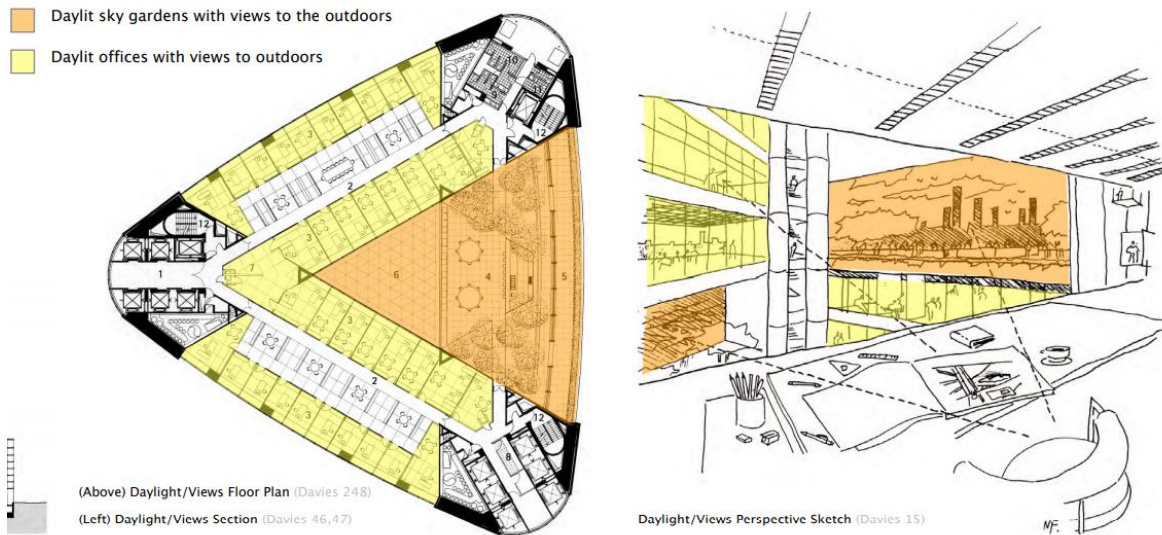 Daylit sky gardens with views to the outdoors
Daylit offices with views to outdoors
10
9
12
3
2
12
3
7
1
6
4
5
3
2
3
12
8
(Above) Daylight/Views Floor Plan (Davies 248)
(Left) Daylight/Views Section (Davies 46,47)
Daylight/Views Perspective Sketch (Davies 15)
NF.